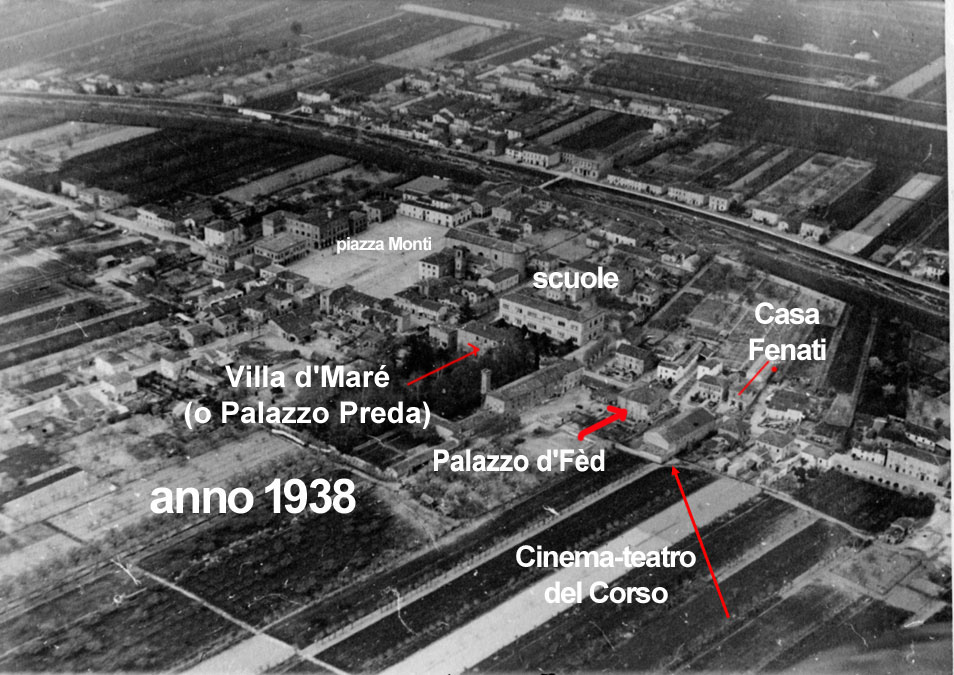 piazza Monti
scuole
Casa
Fenati
Villa d'Maré
(o Palazzo Preda)
Palazzo d'Fèd
anno 1938
Cinema-teatro
del Corso